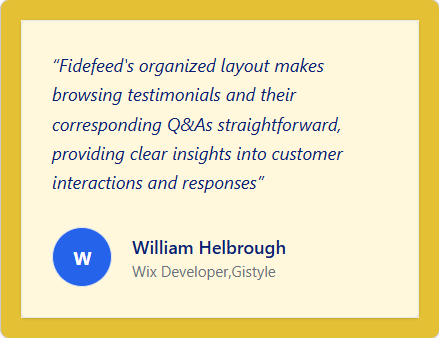 “Fidefeed's organized layout makes
browsing testimonials and their
corresponding Q&As straightforward,
providing clear insights into customer
interactions and responses”
W
William Helbrough
Wix Developer,Gistyle